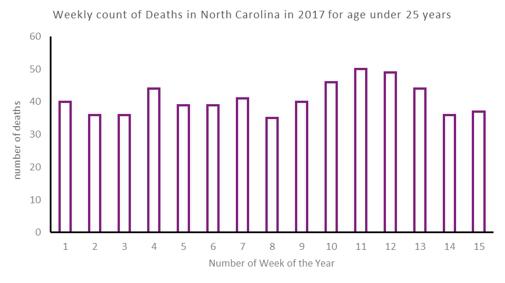 Weekly count of Deaths in North Carolina in 2017 for age under 25 years
60
50
40
30
20
10
0
number of deaths
1 2 3 4 5 6 7 8 9 10 11 12 13 14 15
Number of Week of the Year